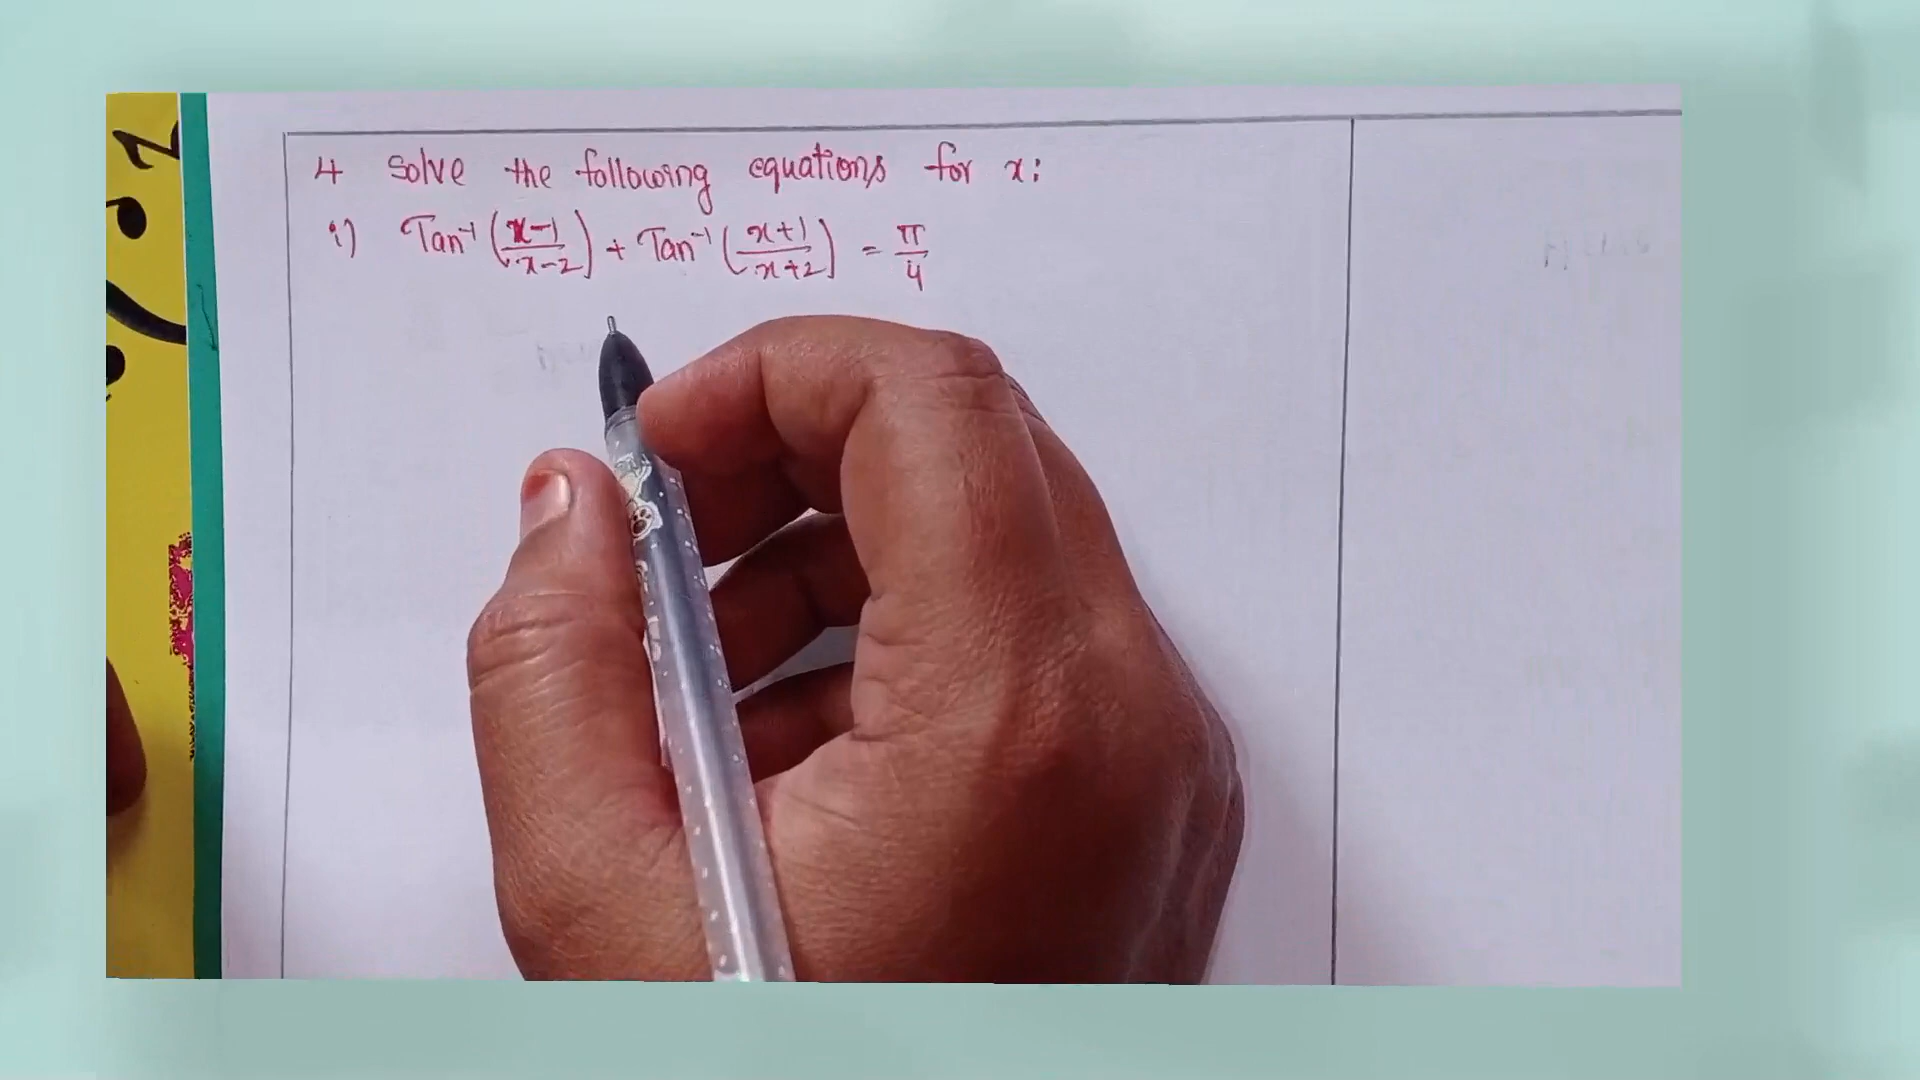 4 Solve the following equations for x:
i) Tan⁻¹ (x-1/x-2) + Tan⁻¹ (x+1/x+2) = π/4